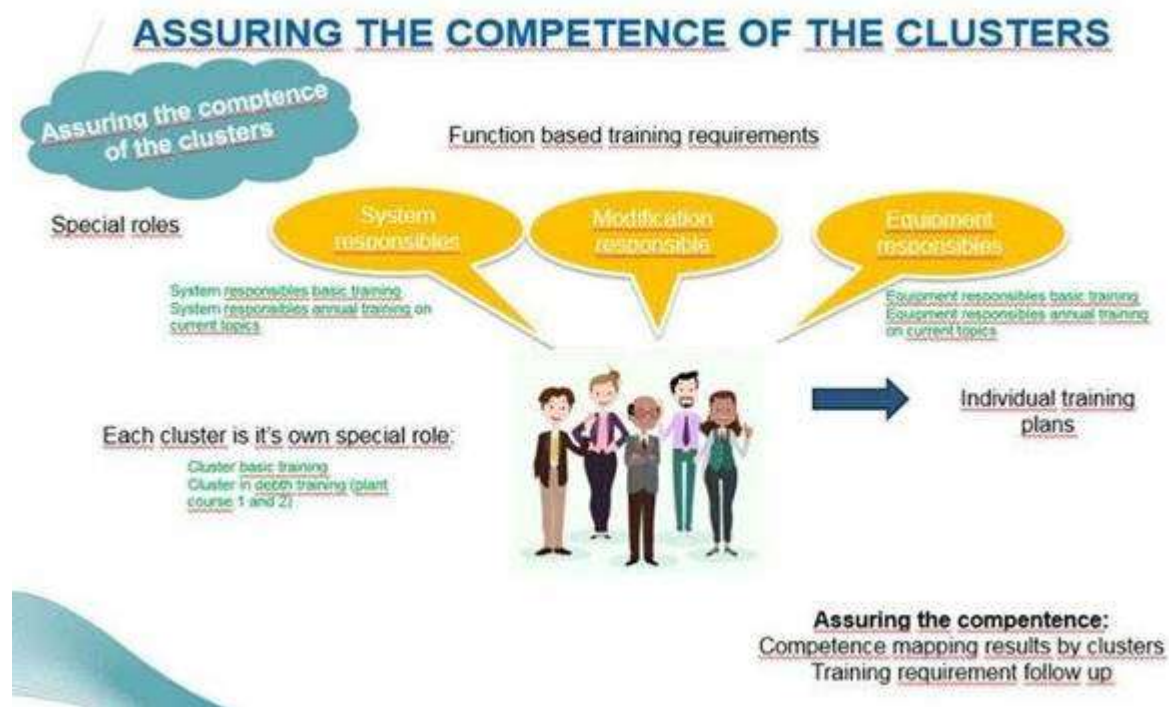 ASSURING THE COMPETENCE OF THE CLUSTERS
Assuring the comptence
of the clusters
Function based training requirements
Special roles
System
responsibles
Modification
responsible
Equipment
responsibles
System responsibles basic training
System responsibles annual training on
current topics
Equipment responsibles basic training
Equipment responsibles annual training
on current topics
Individual training
plans
Each cluster is it's own special role:
Cluster basic training
Cluster in depth training (plant
course 1 and 2)
Assuring the compentence:
Competence mapping results by clusters
Training requirement follow up